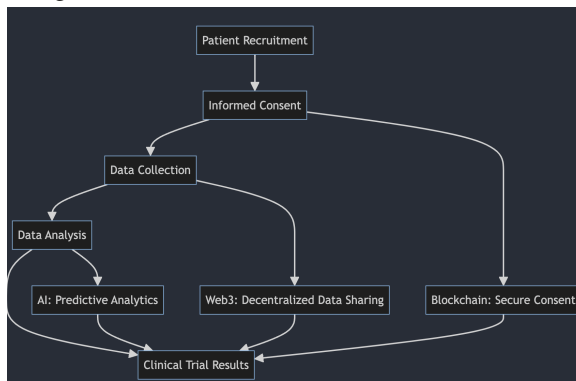 Patient Recruitment
Informed Consent
Data Collection
Data Analysis
AI: Predictive Analytics
Web3: Decentralized Data Sharing
Blockchain: Secure Consent
Clinical Trial Results